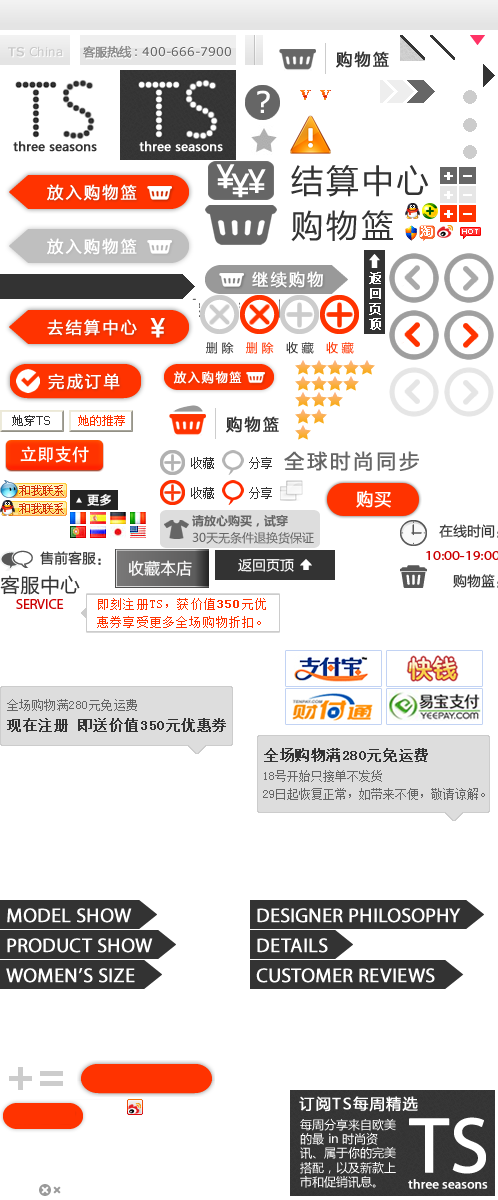 TS China
客服热线：400-666-7900
购物篮
TS
three seasons
TS
three seasons
?
v v
!
¥¥¥
结算中心
购物篮
放入购物篮
放入购物篮
淘
HOT
继续购物
返回页顶
去结算中心 ¥
删除 删除 收藏 收藏
完成订单
放入购物篮
她穿TS
她的推荐
购物篮
立即支付
收藏 分享
全球时尚同步
收藏 分享
和我联系
和我联系
更多
购买
请放心购买，试穿
30天无条件退换货保证
在线时间
10:00-19:00
售前客服：
收藏本店
返回页顶
购物篮
客服中心
SERVICE
即刻注册TS，获价值350元优
惠券享受更多全场购物折扣。
支付宝
快钱
财付通
TENPAY.COM
易宝支付
YEEPAY.COM
全场购物满280元免运费
现在注册 即送价值350元优惠券
全场购物满280元免运费
18号开始只接单不发货
29日起恢复正常，如带来不便，敬请谅解。
MODEL SHOW
DESIGNER PHILOSOPHY
PRODUCT SHOW
DETAILS
WOMEN'S SIZE
CUSTOMER REVIEWS
订阅TS每周精选
每周分享来自欧美
的最 in 时尚资
讯、属于你的完美
搭配，以及新款上
市和促销讯息。
TS
three seasons